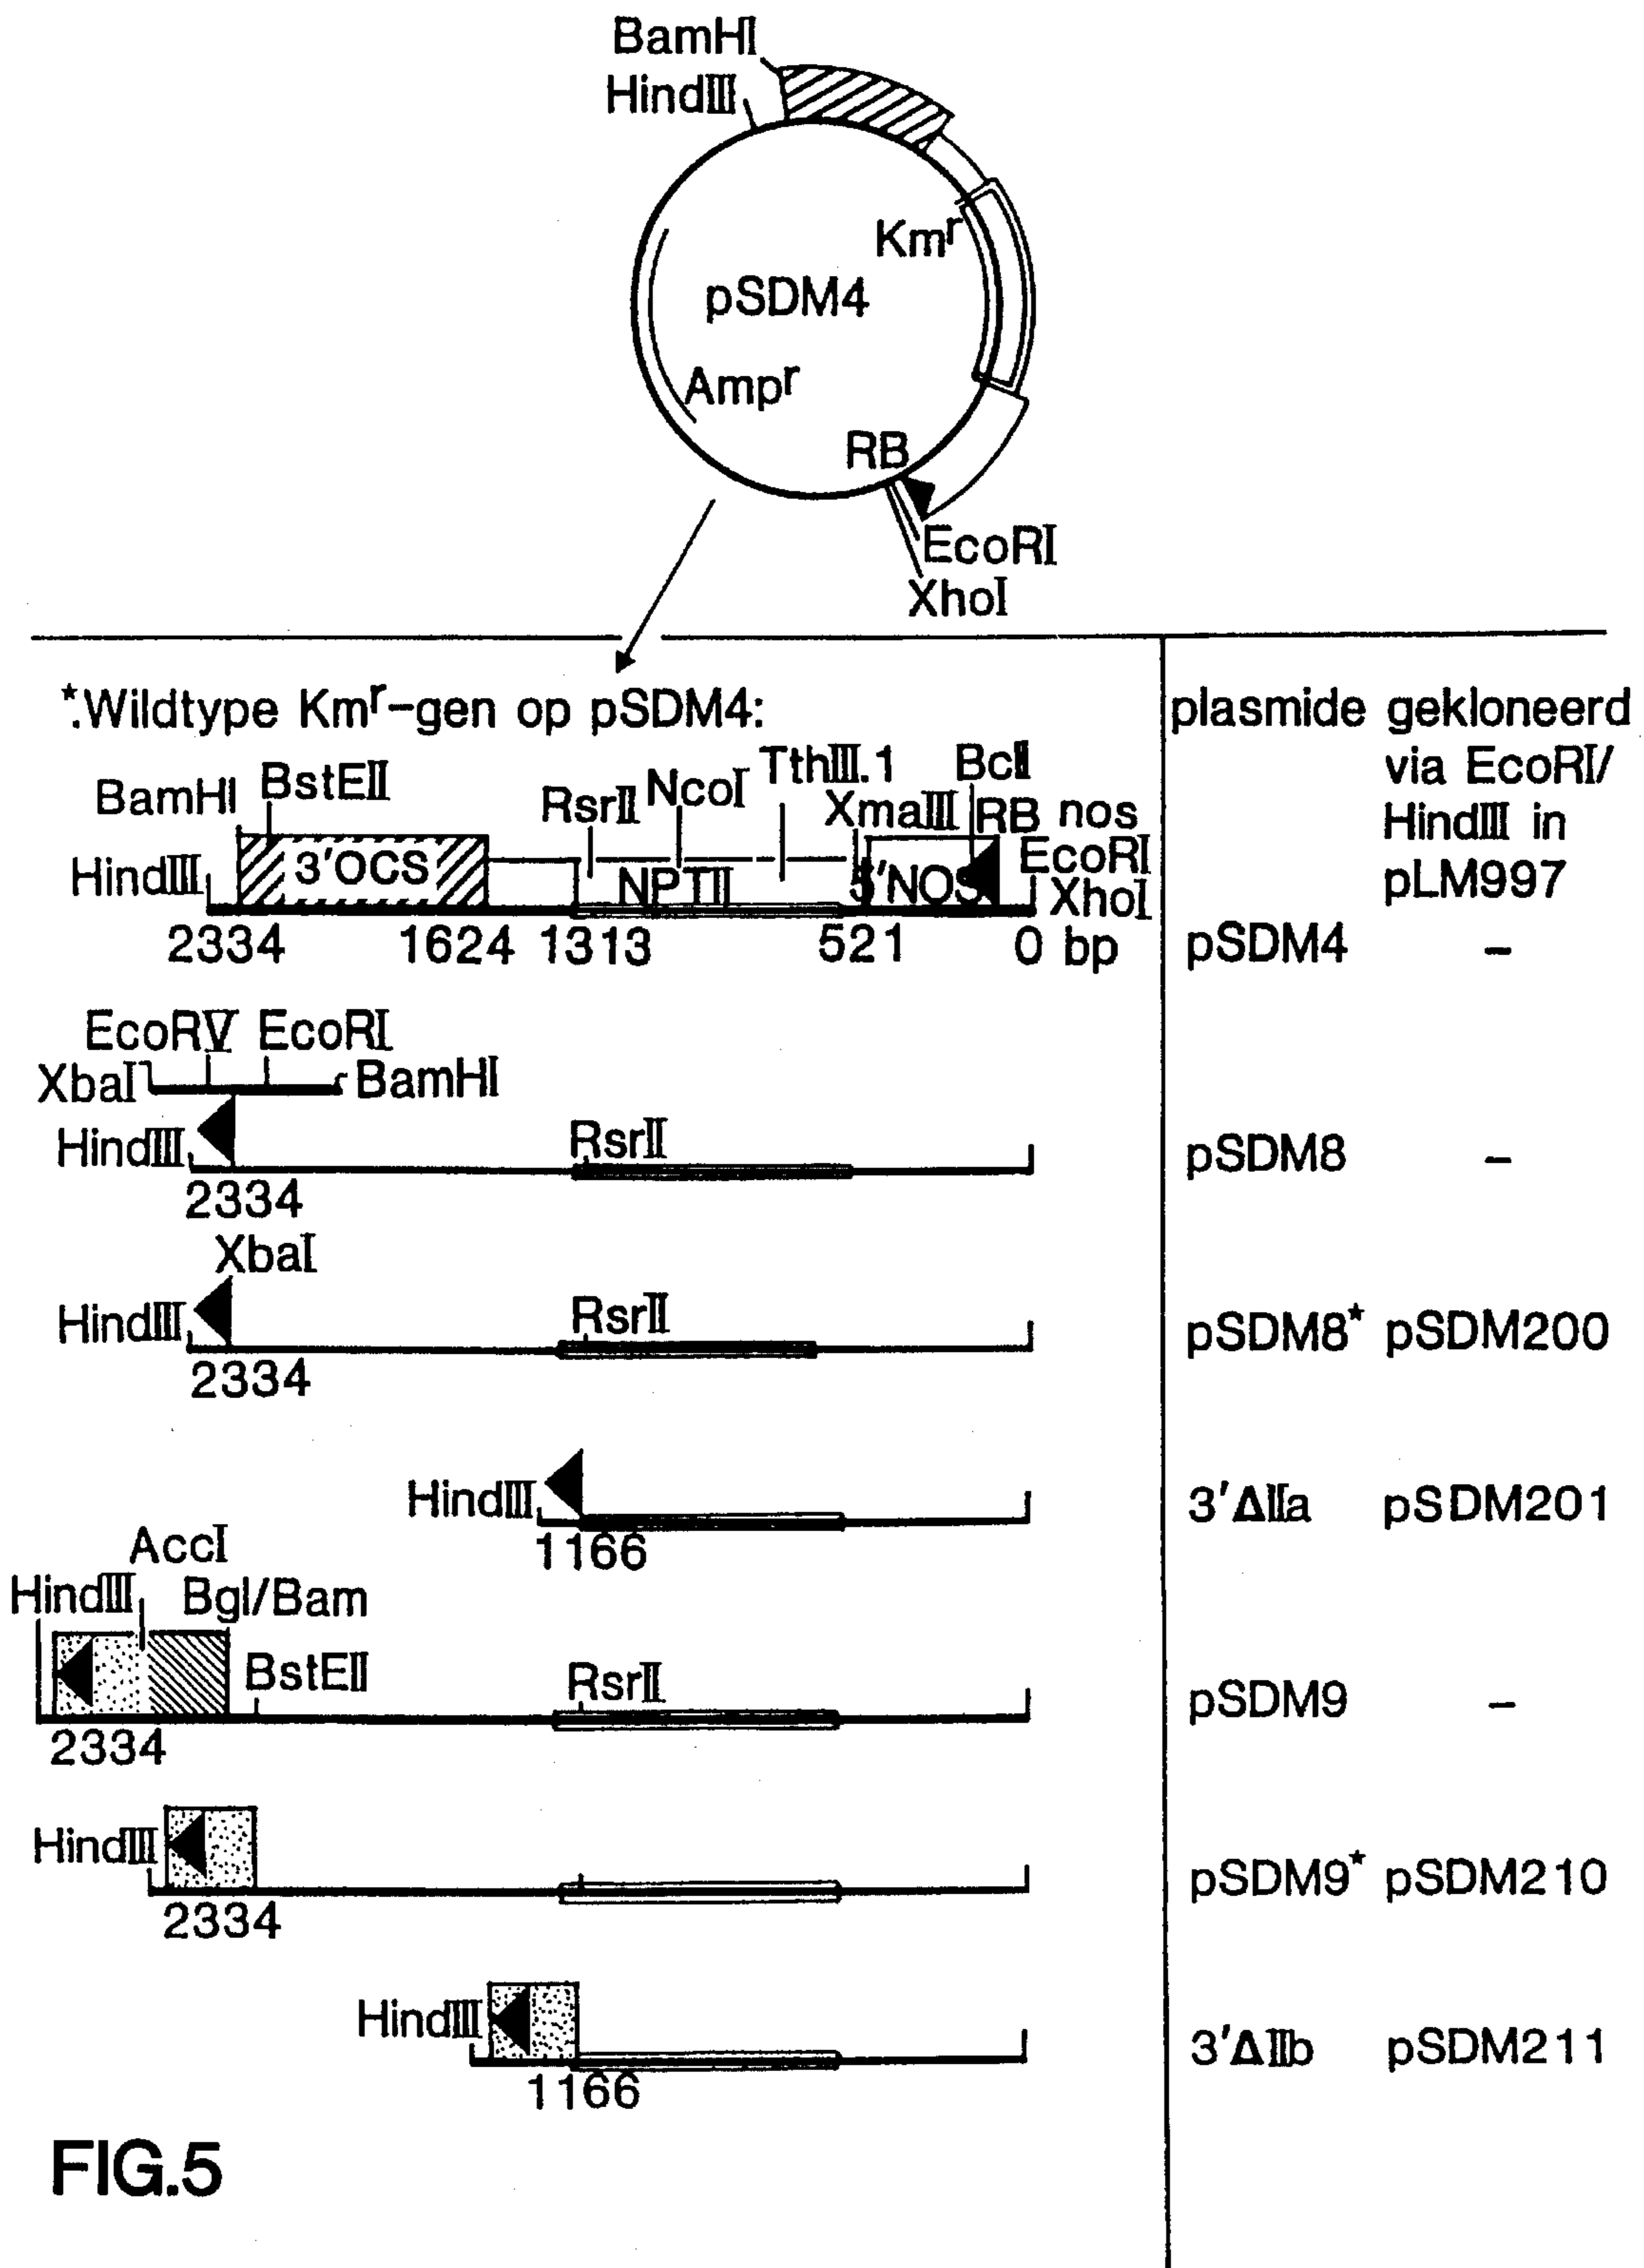 BamHI
HindIII
Kmʳ
pSDM4
Ampʳ
RB
EcoRI
XhoI
*.Wildtype Kmʳ-gen op pSDM4:
plasmide gekloneerd
via EcoRI/
HindIII in
pLM997
BamHI BstEII RsrII NcoI TthIII.1 XmaIII BclI RB nos
HindIII 3'OCS NPTII 5'NOS EcoRI
XhoI
2334 1624 1313 521 0 bp pSDM4 -
EcoRV EcoRI
XbaI BamHI
HindIII RsrII pSDM8 -
2334
XbaI
HindIII RsrII pSDM8* pSDM200
2334
HindIII 3'ΔIIa pSDM201
1166
AccI
HindIII Bgl/Bam
BstEII RsrII pSDM9 -
2334
HindIII pSDM9* pSDM210
2334
HindIII 3'ΔIIb pSDM211
1166
FIG.5